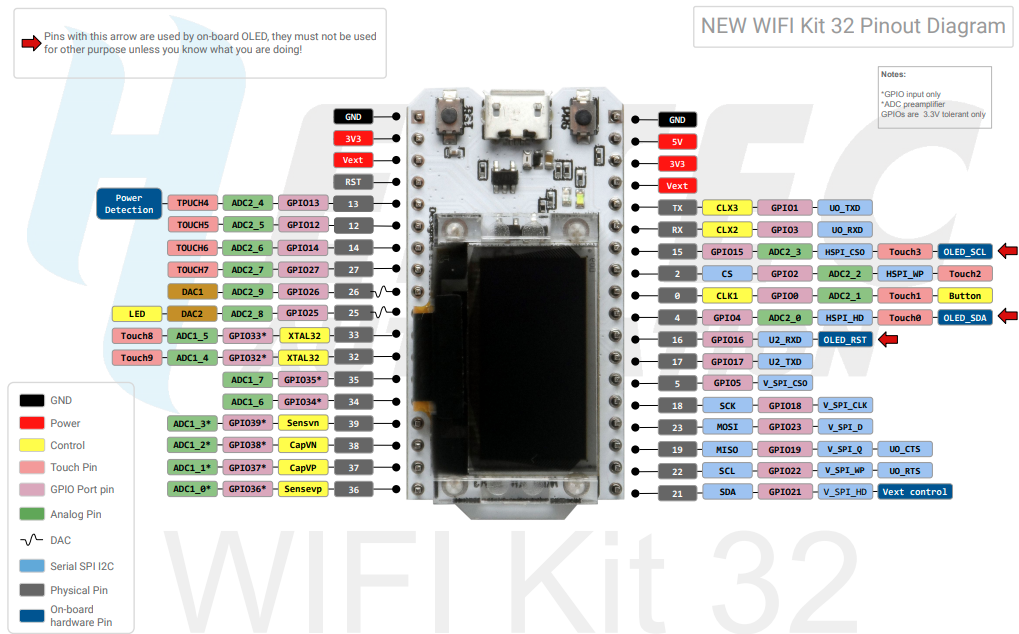 Pins with this arrow are used by on-board OLED, they must not be used
for other purpose unless you know what you are doing!
NEW WIFI Kit 32 Pinout Diagram
Notes:
*GPIO input only
*ADC preamplifier
GPIOs are 3.3V tolerant only
GND
3V3
Vext
RST
Power Detection TPUCH4 ADC2_4 GPIO13 13
TOUCH5 ADC2_5 GPIO12 12
TOUCH6 ADC2_6 GPIO14 14
TOUCH7 ADC2_7 GPIO27 27
DAC1 ADC2_9 GPIO26 26
LED DAC2 ADC2_8 GPIO25 25
Touch8 ADC1_5 GPIO33* XTAL32 33
Touch9 ADC1_4 GPIO32* XTAL32 32
ADC1_7 GPIO35* 35
ADC1_6 GPIO34* 34
ADC1_3* GPIO39* Sensvn 39
ADC1_2* GPIO38* CapVN 38
ADC1_1* GPIO37* CapVP 37
ADC1_0* GPIO36* Sensevp 36
GND
5V
3V3
Vext
TX CLX3 GPIO1 UO_TXD
RX CLX2 GPIO3 UO_RXD
15 GPIO15 ADC2_3 HSPI_CSO Touch3 OLED_SCL
2 CS GPIO2 ADC2_2 HSPI_WP Touch2
0 CLK1 GPIO0 ADC2_1 Touch1 Button
4 GPIO4 ADC2_0 HSPI_HD Touch0 OLED_SDA
16 GPIO16 U2_RXD OLED_RST
17 GPIO17 U2_TXD
5 GPIO5 V_SPI_CSO
18 SCK GPIO18 V_SPI_CLK
23 MOSI GPIO23 V_SPI_D
19 MISO GPIO19 V_SPI_Q UO_CTS
22 SCL GPIO22 V_SPI_WP UO_RTS
21 SDA GPIO21 V_SPI_HD Vext control
GND
Power
Control
Touch Pin
GPIO Port pin
Analog Pin
DAC
Serial SPI I2C
Physical Pin
On-board
hardware Pin
WIFI Kit 32